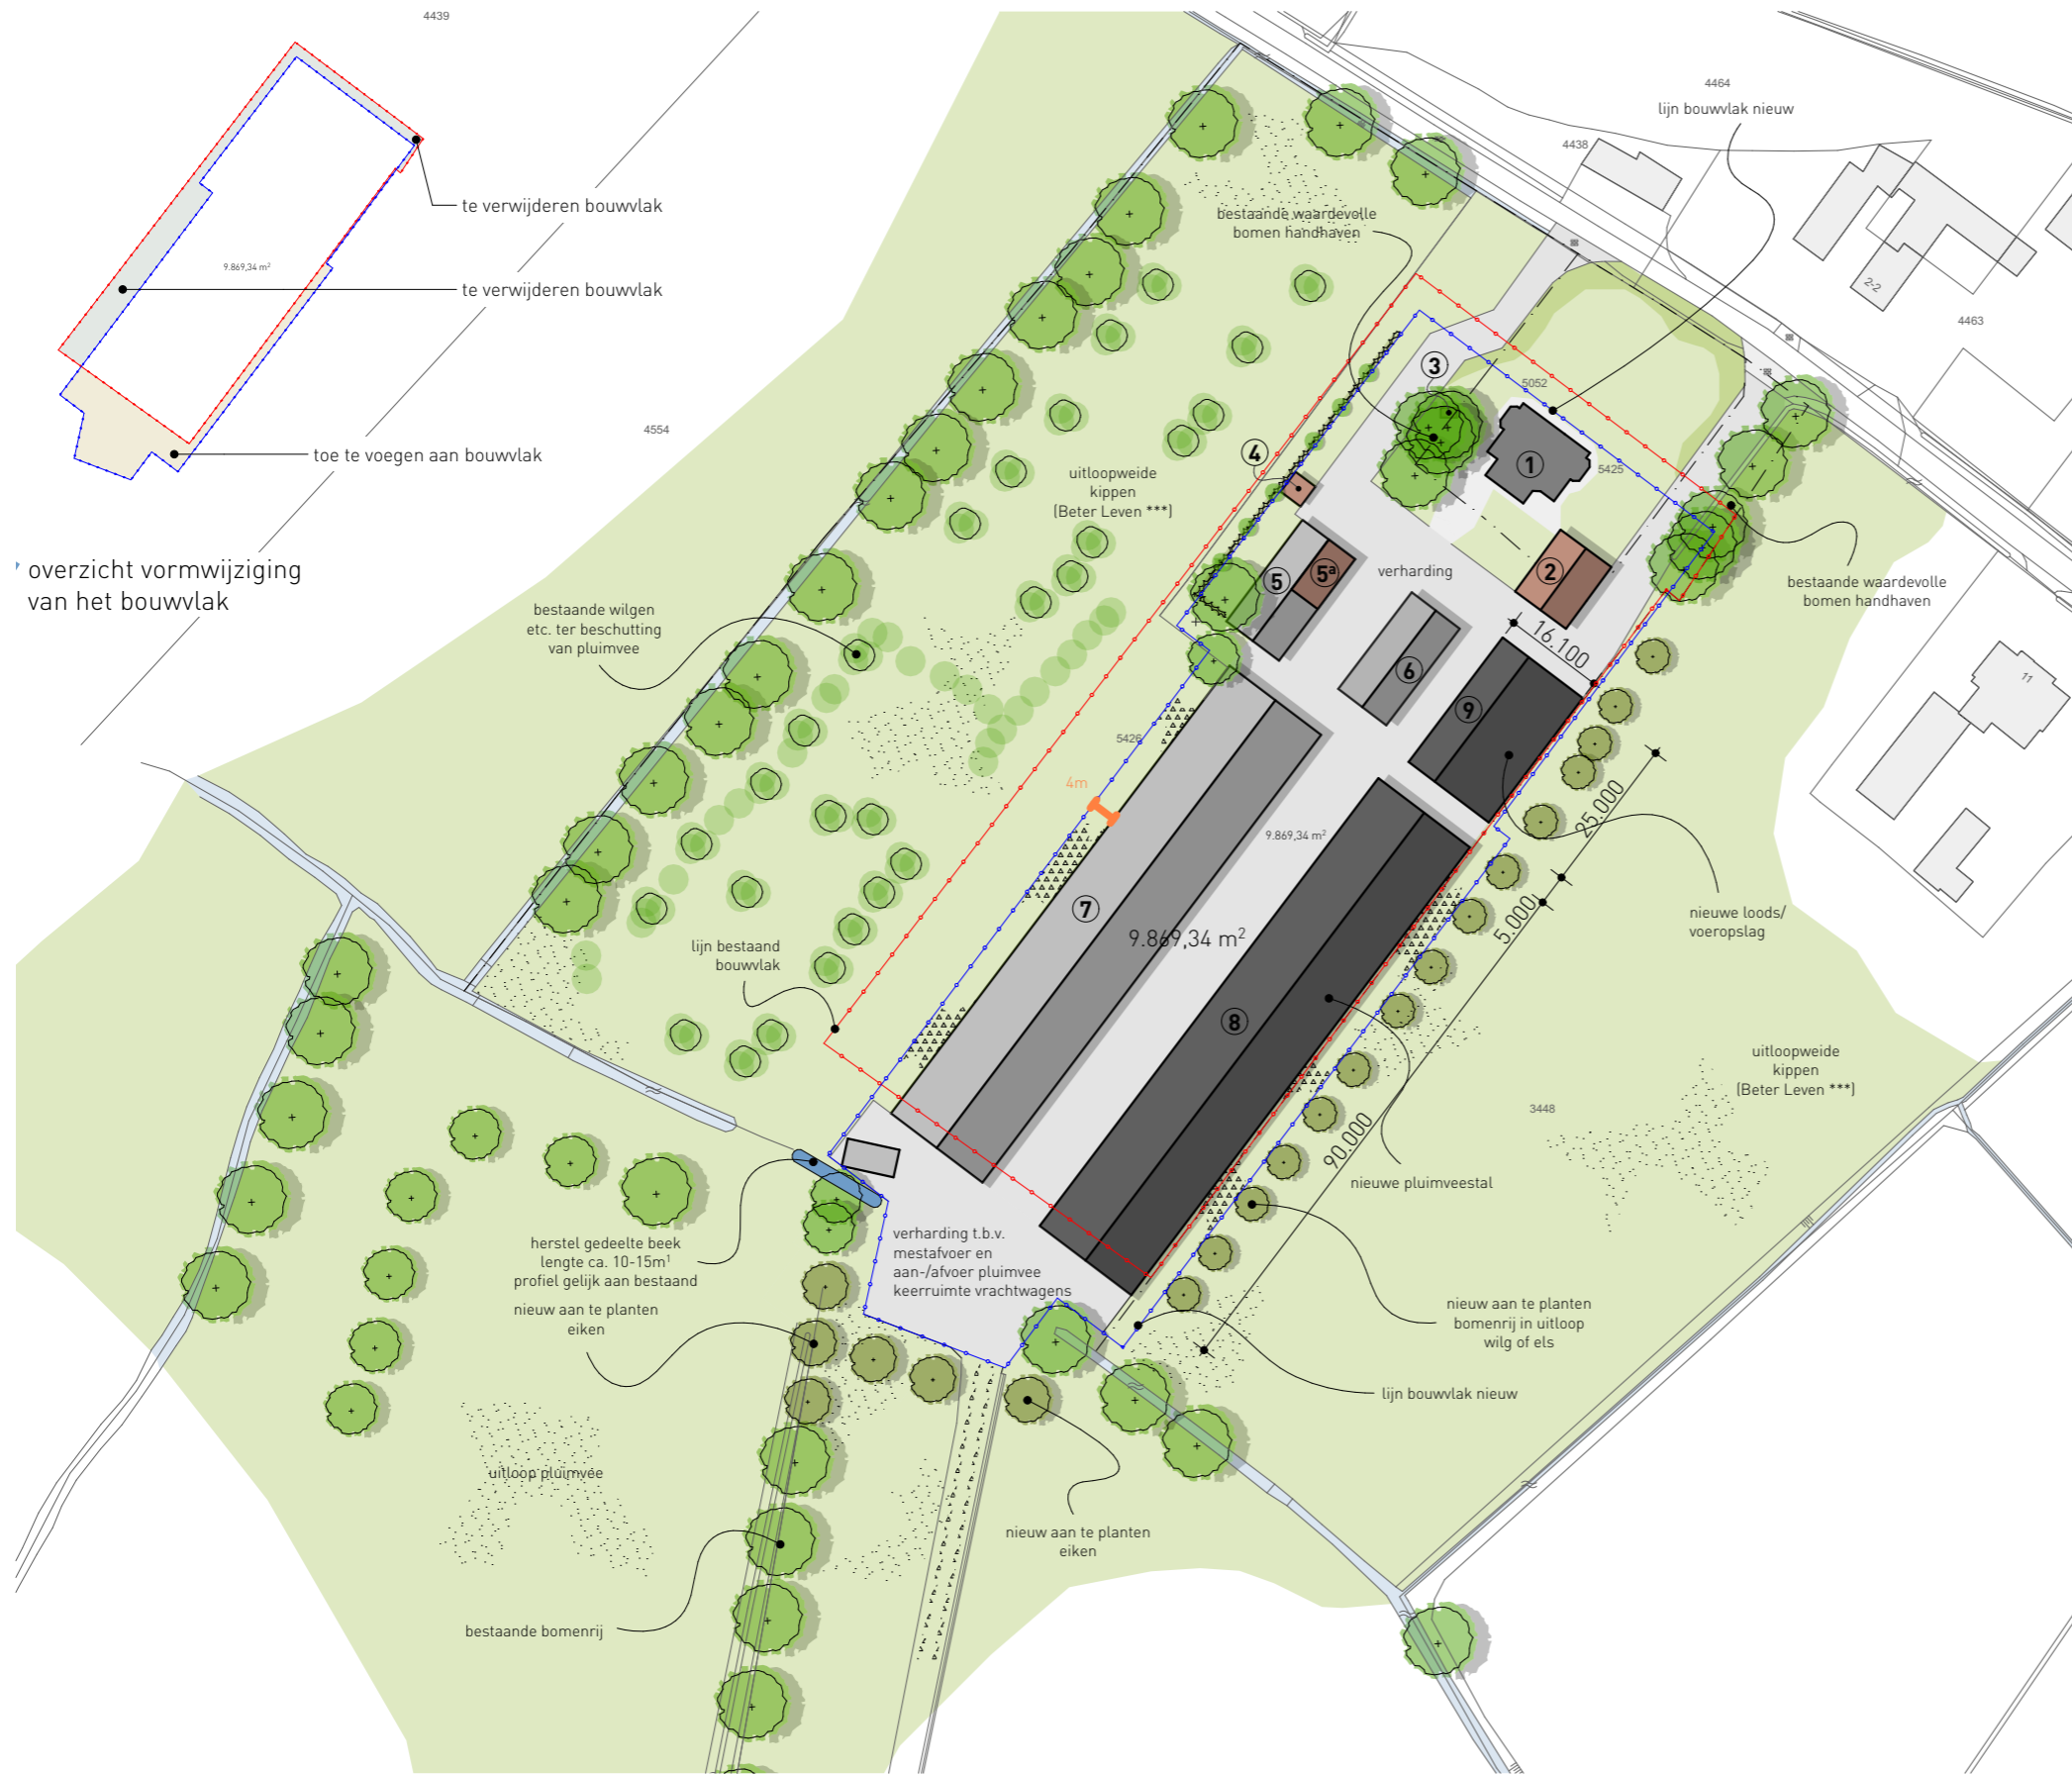 4439
te verwijderen bouwvlak
9.869,34 m²
te verwijderen bouwvlak
toe te voegen aan bouwvlak
overzicht vormwijziging
van het bouwvlak
4554
4464
lijn bouwvlak nieuw
4438
2-2
4463
bestaande waardevolle
bomen handhaven
3
5052
1
5425
4
uitloopweide
kippen
(Beter Leven ***)
5
5ª
verharding
2
bestaande waardevolle
bomen handhaven
bestaande wilgen
etc. ter beschutting
van pluimvee
16.100
6
9
11
5426
4m
25.000
9.869,34 m²
7
9.869,34 m²
5.000
nieuwe loods/
voeropslag
lijn bestaand
bouwvlak
8
uitloopweide
kippen
(Beter Leven ***)
3448
90.000
nieuwe pluimveestal
herstel gedeelte beek
lengte ca. 10-15m¹
profiel gelijk aan bestaand
verharding t.b.v.
mestafvoer en
aan-/afvoer pluimvee
keerruimte vrachtwagens
nieuw aan te planten
eiken
nieuw aan te planten
bomenrij in uitloop
wilg of els
lijn bouwvlak nieuw
uitloop pluimvee
nieuw aan te planten
eiken
bestaande bomenrij